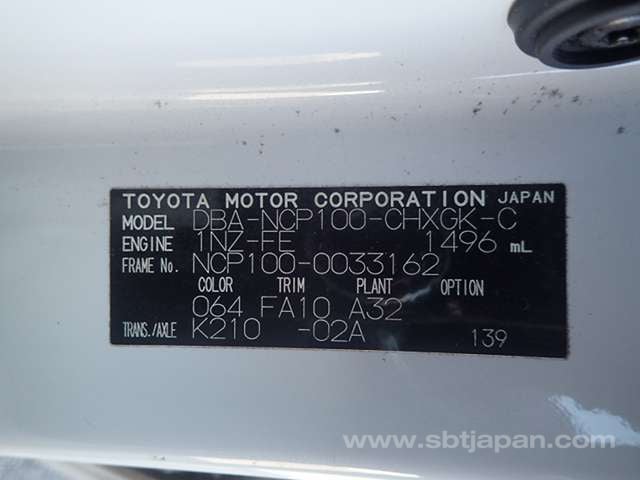 TOYOTA MOTOR CORPORATION JAPAN
MODEL DBA-NCP100-CHXGK-C
ENGINE 1NZ-FE 1496 mL
FRAME NO. NCP100-0033162
COLOR TRIM PLANT OPTION
064 FA10 A32
TRANS./AXLE K210 -02A 139
www.sbtjapan.com